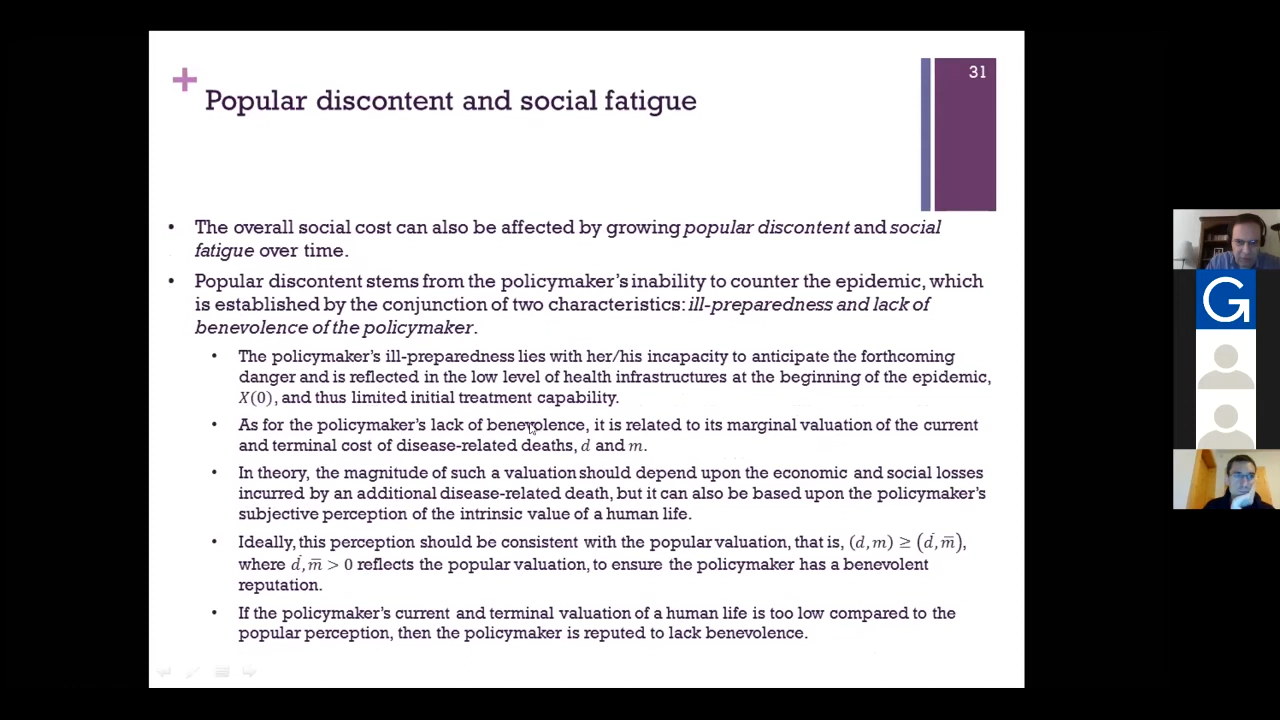 31
+
Popular discontent and social fatigue
• The overall social cost can also be affected by growing popular discontent and social
fatigue over time.
• Popular discontent stems from the policymaker's inability to counter the epidemic, which
is established by the conjunction of two characteristics: ill-preparedness and lack of
benevolence of the policymaker.
• The policymaker's ill-preparedness lies with her/his incapacity to anticipate the forthcoming
danger and is reflected in the low level of health infrastructures at the beginning of the epidemic,
X(0), and thus limited initial treatment capability.
• As for the policymaker's lack of benevolence, it is related to its marginal valuation of the current
and terminal cost of disease-related deaths, d and m.
• In theory, the magnitude of such a valuation should depend upon the economic and social losses
incurred by an additional disease-related death, but it can also be based upon the policymaker's
subjective perception of the intrinsic value of a human life.
• Ideally, this perception should be consistent with the popular valuation, that is, (d, m) ≥ (ḋ, m̅),
where ḋ, m̅ > 0 reflects the popular valuation, to ensure the policymaker has a benevolent
reputation.
• If the policymaker's current and terminal valuation of a human life is too low compared to the
popular perception, then the policymaker is reputed to lack benevolence.
G